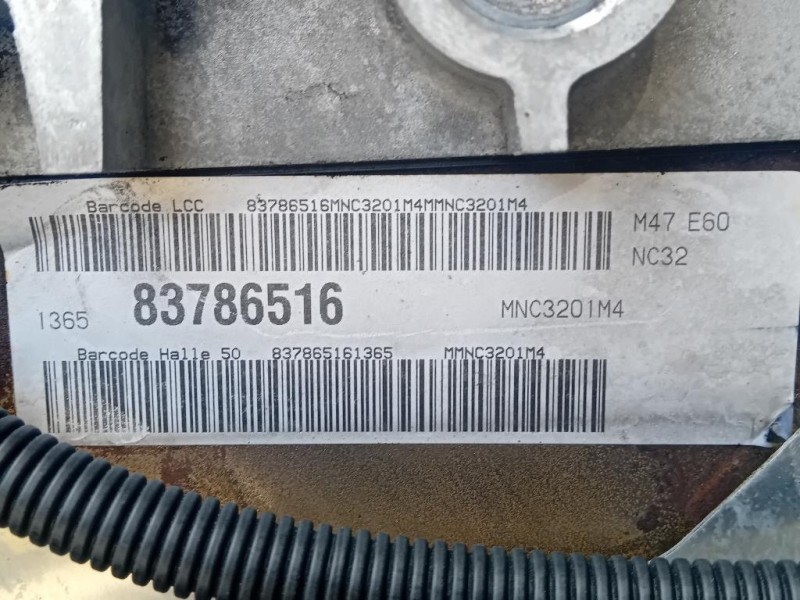 Barcode LCC 83786516MNC3201M4MMNC3201M4
M47 E60
NC32
1365 83786516 MNC3201M4
Barcode Halle 50 837865161365 MMNC3201M4